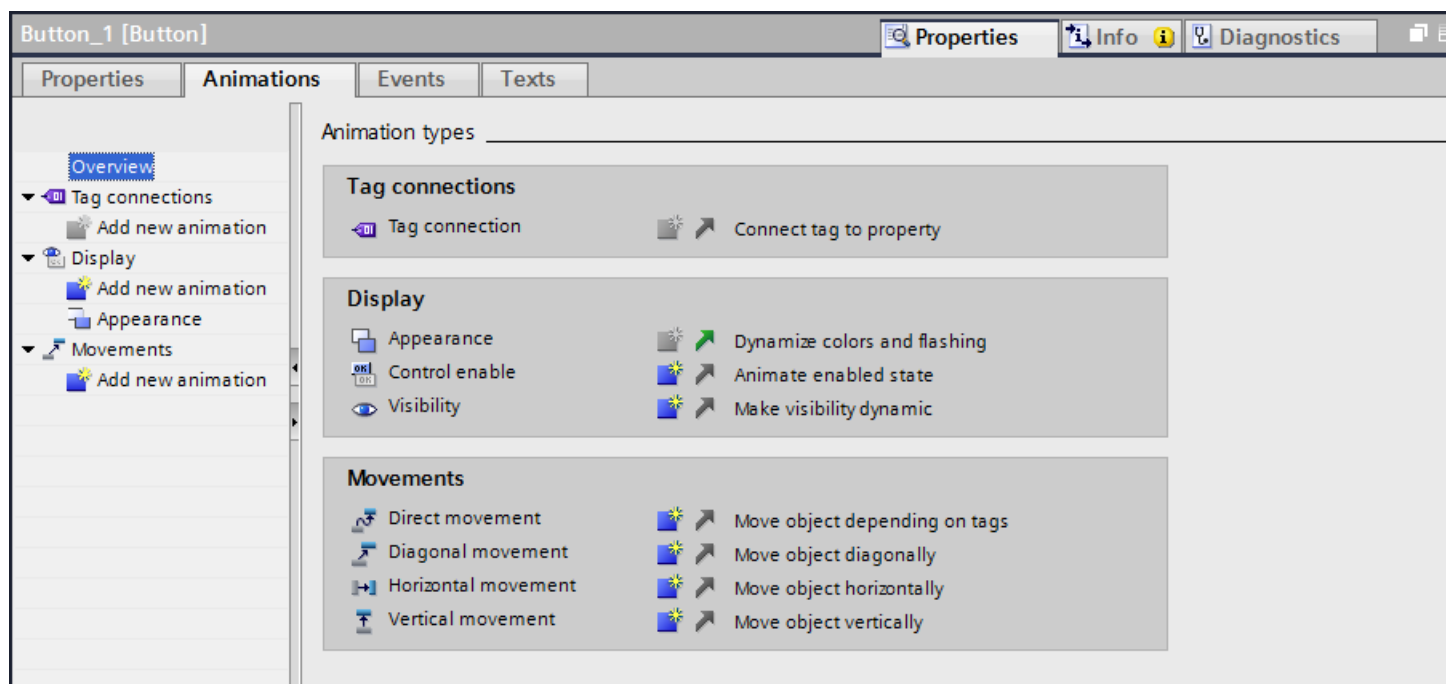 Button_1 [Button]
Properties
Info
Diagnostics
Properties
Animations
Events
Texts
Overview
Tag connections
Add new animation
Display
Add new animation
Appearance
Movements
Add new animation
Animation types
Tag connections
Tag connection Connect tag to property
Display
Appearance Dynamize colors and flashing
Control enable Animate enabled state
Visibility Make visibility dynamic
Movements
Direct movement Move object depending on tags
Diagonal movement Move object diagonally
Horizontal movement Move object horizontally
Vertical movement Move object vertically